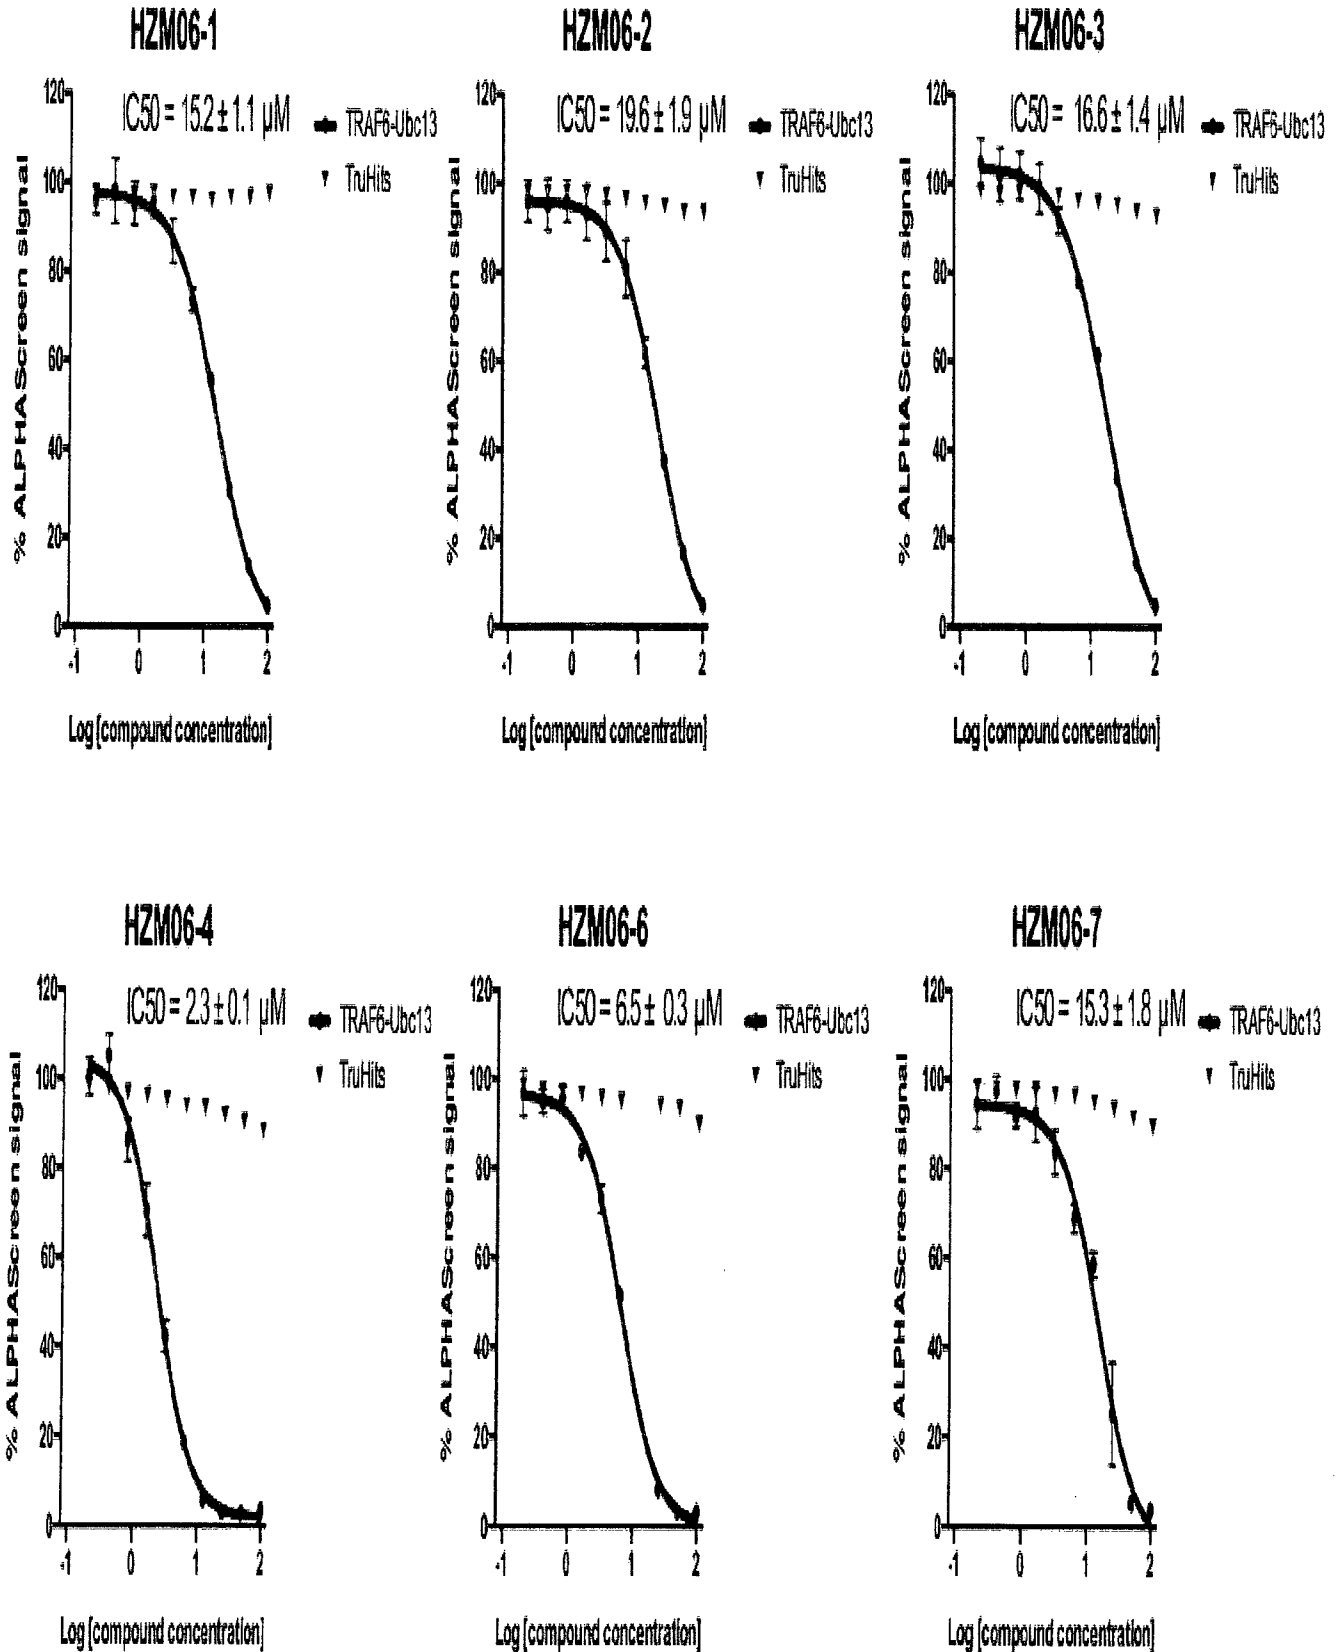 HZM06-1
IC50 = 15.2 ± 1.1 µM
TRAF6-Ubc13
TruHits
% ALPHAScreen signal
120
100
80
60
40
20
0
-1 0 1 2
Log [compound concentration]
HZM06-2
IC50 = 19.6 ± 1.9 µM
TRAF6-Ubc13
TruHits
% ALPHAScreen signal
120
100
80
60
40
20
0
-1 0 1 2
Log [compound concentration]
HZM06-3
IC50 = 16.6 ± 1.4 µM
TRAF6-Ubc13
TruHits
% ALPHAScreen signal
120
100
80
60
40
20
0
-1 0 1 2
Log [compound concentration]
HZM06-4
IC50 = 2.3 ± 0.1 µM
TRAF6-Ubc13
TruHits
% ALPHAScreen signal
120
100
80
60
40
20
0
-1 0 1 2
Log [compound concentration]
HZM06-6
IC50 = 6.5 ± 0.3 µM
TRAF6-Ubc13
TruHits
% ALPHAScreen signal
120
100
80
60
40
20
0
-1 0 1 2
Log [compound concentration]
HZM06-7
IC50 = 15.3 ± 1.8 µM
TRAF6-Ubc13
TruHits
% ALPHAScreen signal
120
100
80
60
40
20
0
-1 0 1 2
Log [compound concentration]